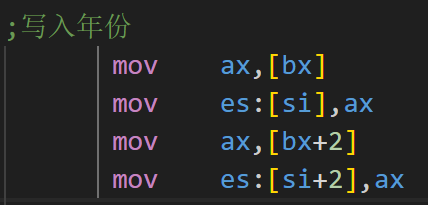 ;写入年份
mov ax,[bx]
mov es:[si],ax
mov ax,[bx+2]
mov es:[si+2],ax